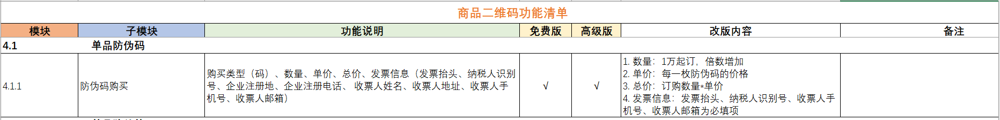 商品二维码功能清单
模块 子模块 功能说明 免费版 高级版 改版内容 备注
4.1 单品防伪码
4.1.1 防伪码购买
购买类型（码）、数量、单价、总价、发票信息（发票抬头、纳税人识别
号、企业注册地、企业注册电话、 收票人姓名、收票人地址、收票人手
机号、收票人邮箱）
√ √
1. 数量：1万起订，倍数增加
2. 单价：每一枚防伪码的价格
3. 总价：订购数量*单价
4. 发票信息：发票抬头、纳税人识别号、收票人手
机号、收票人邮箱为必填项